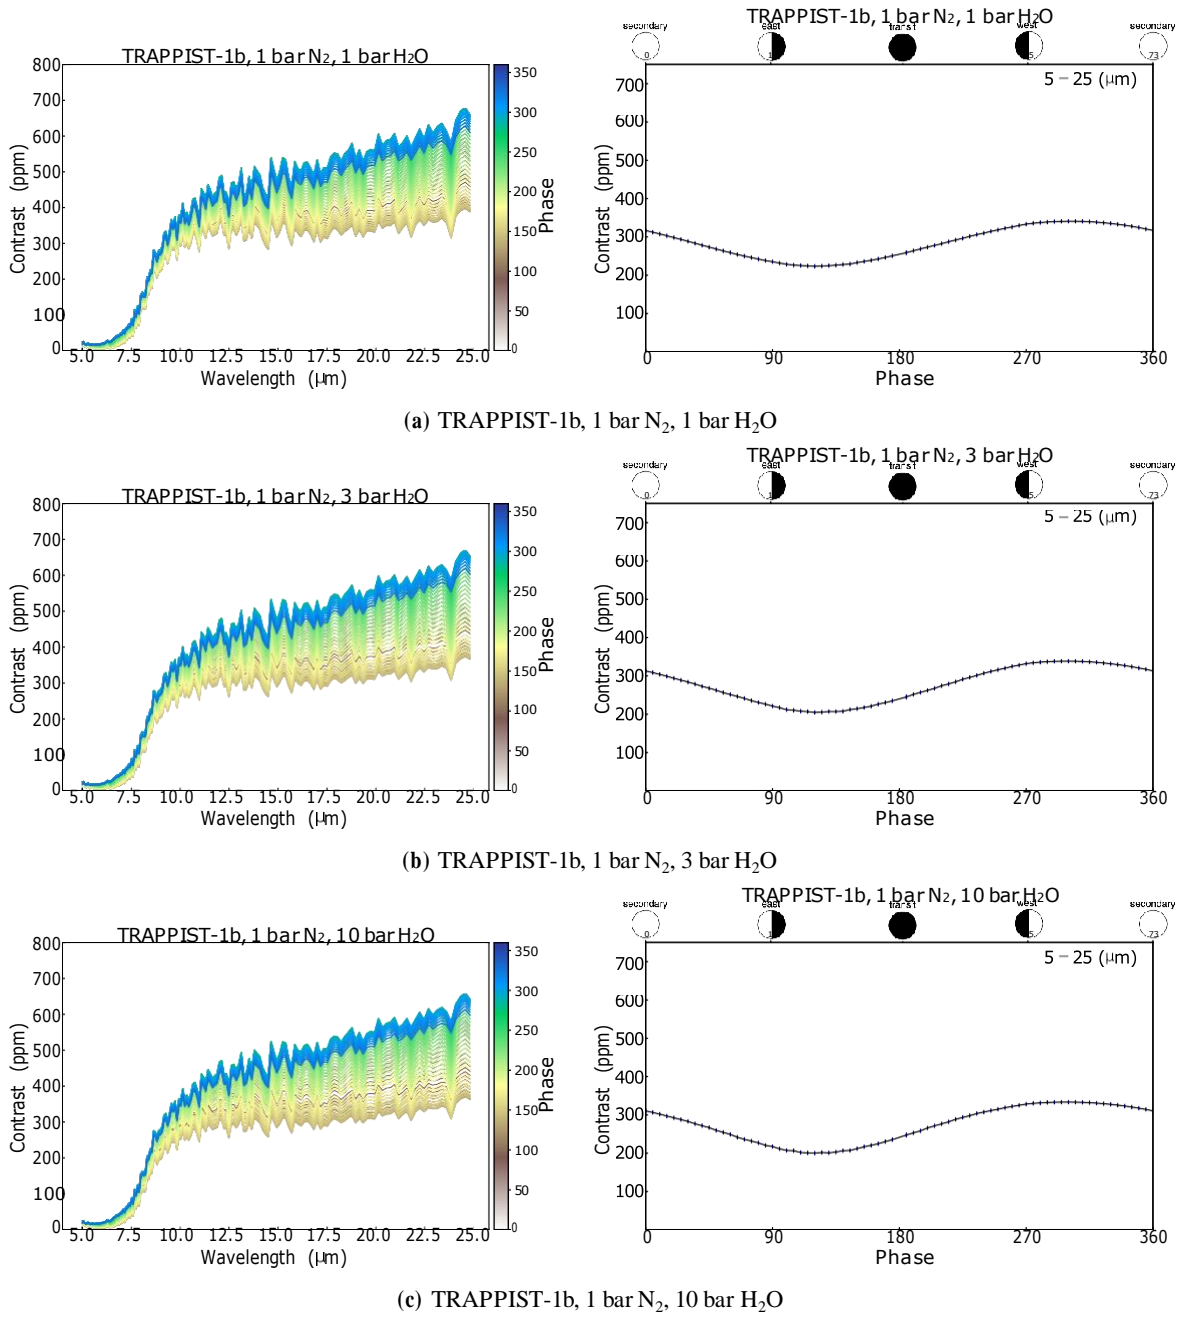 TRAPPIST-1b, 1 bar N2, 1 bar H2O
800
700
600
500
400
300
200
100
0
Contrast (ppm)
5.0 7.5 10.0 12.5 15.0 17.5 20.0 22.5 25.0
Wavelength (μm)
350
300
250
200
150
100
50
0
Phase
TRAPPIST-1b, 1 bar N2, 1 bar H2O
secondary east transit west secondary
0 73
5 − 25 (μm)
700
600
500
400
300
200
100
Contrast (ppm)
0 90 180 270 360
Phase
(a) TRAPPIST-1b, 1 bar N2, 1 bar H2O
TRAPPIST-1b, 1 bar N2, 3 bar H2O
800
700
600
500
400
300
200
100
0
Contrast (ppm)
5.0 7.5 10.0 12.5 15.0 17.5 20.0 22.5 25.0
Wavelength (μm)
350
300
250
200
150
100
50
0
Phase
TRAPPIST-1b, 1 bar N2, 3 bar H2O
secondary east transit west secondary
0 73
5 − 25 (μm)
700
600
500
400
300
200
100
Contrast (ppm)
0 90 180 270 360
Phase
(b) TRAPPIST-1b, 1 bar N2, 3 bar H2O
TRAPPIST-1b, 1 bar N2, 10 bar H2O
800
700
600
500
400
300
200
100
0
Contrast (ppm)
5.0 7.5 10.0 12.5 15.0 17.5 20.0 22.5 25.0
Wavelength (μm)
350
300
250
200
150
100
50
0
Phase
TRAPPIST-1b, 1 bar N2, 10 bar H2O
secondary east transit west secondary
0 73
5 − 25 (μm)
700
600
500
400
300
200
100
Contrast (ppm)
0 90 180 270 360
Phase
(c) TRAPPIST-1b, 1 bar N2, 10 bar H2O